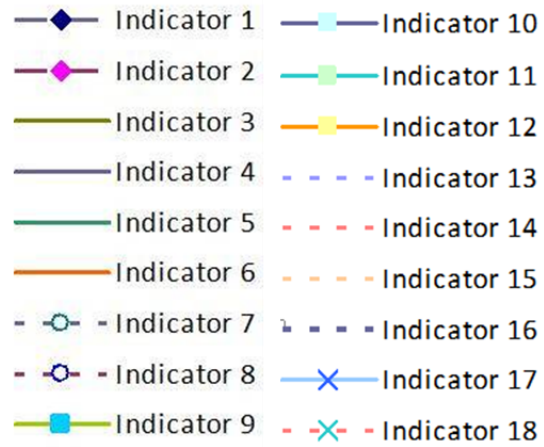 Indicator 1
Indicator 2
Indicator 3
Indicator 4
Indicator 5
Indicator 6
Indicator 7
Indicator 8
Indicator 9
Indicator 10
Indicator 11
Indicator 12
Indicator 13
Indicator 14
Indicator 15
Indicator 16
Indicator 17
Indicator 18